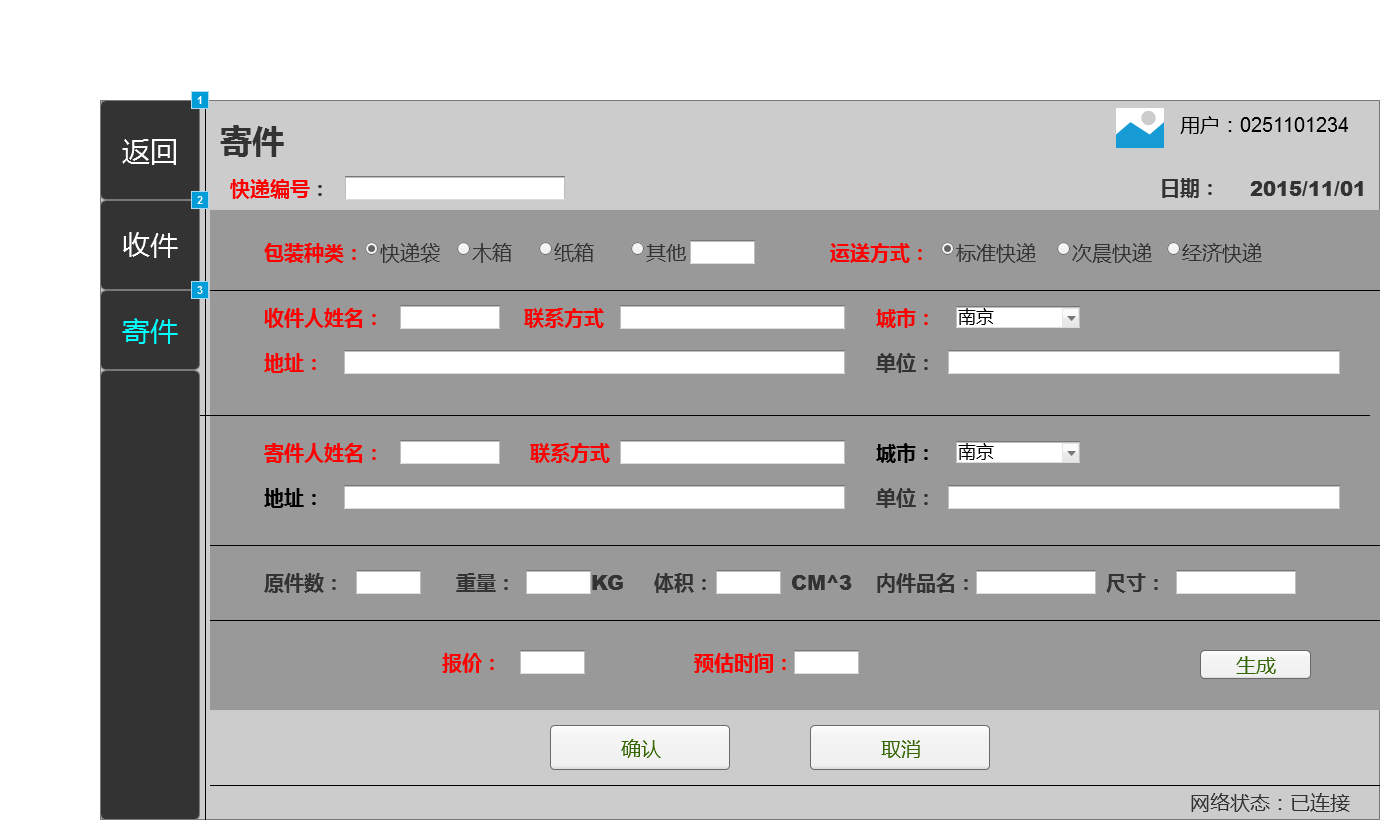 1
返回
寄件
用户：0251101234
快递编号：
日期： 2015/11/01
2
收件
包装种类： 快递袋 木箱 纸箱 其他 运送方式： 标准快递 次晨快递 经济快递
3
寄件
收件人姓名： 联系方式 城市： 南京
地址： 单位：
寄件人姓名： 联系方式 城市： 南京
地址： 单位：
原件数： 重量： KG 体积： CM^3 内件品名： 尺寸：
报价： 预估时间： 生成
确认 取消
网络状态：已连接